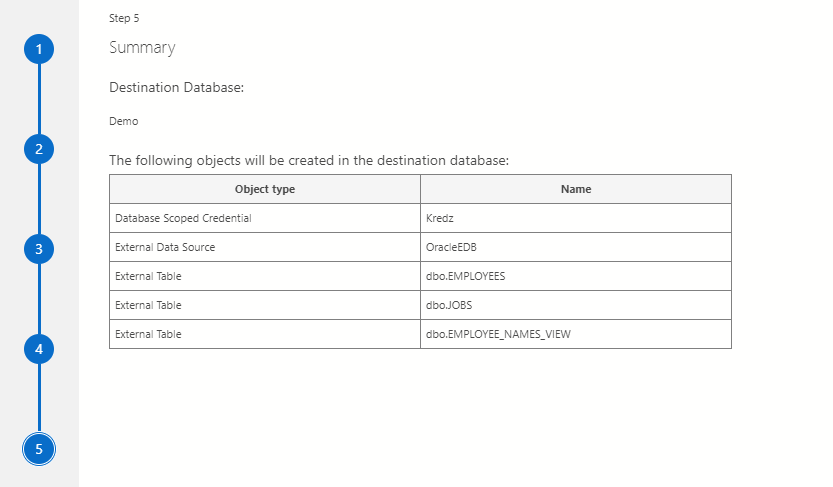 Step 5
Summary
Destination Database:
Demo
The following objects will be created in the destination database:
Object type Name
Database Scoped Credential Kredz
External Data Source OracleEDB
External Table dbo.EMPLOYEES
External Table dbo.JOBS
External Table dbo.EMPLOYEE_NAMES_VIEW
1
2
3
4
5